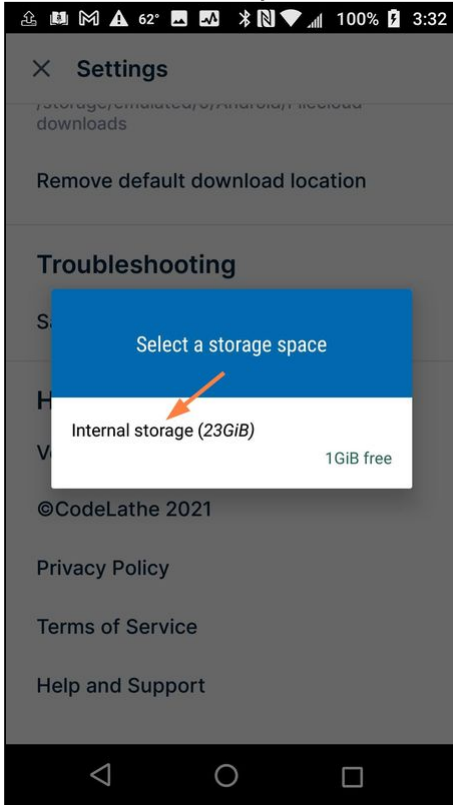 62° 100% 3:32
Settings
downloads
Remove default download location
Troubleshooting
Select a storage space
Internal storage (23GiB)
1GiB free
©CodeLathe 2021
Privacy Policy
Terms of Service
Help and Support